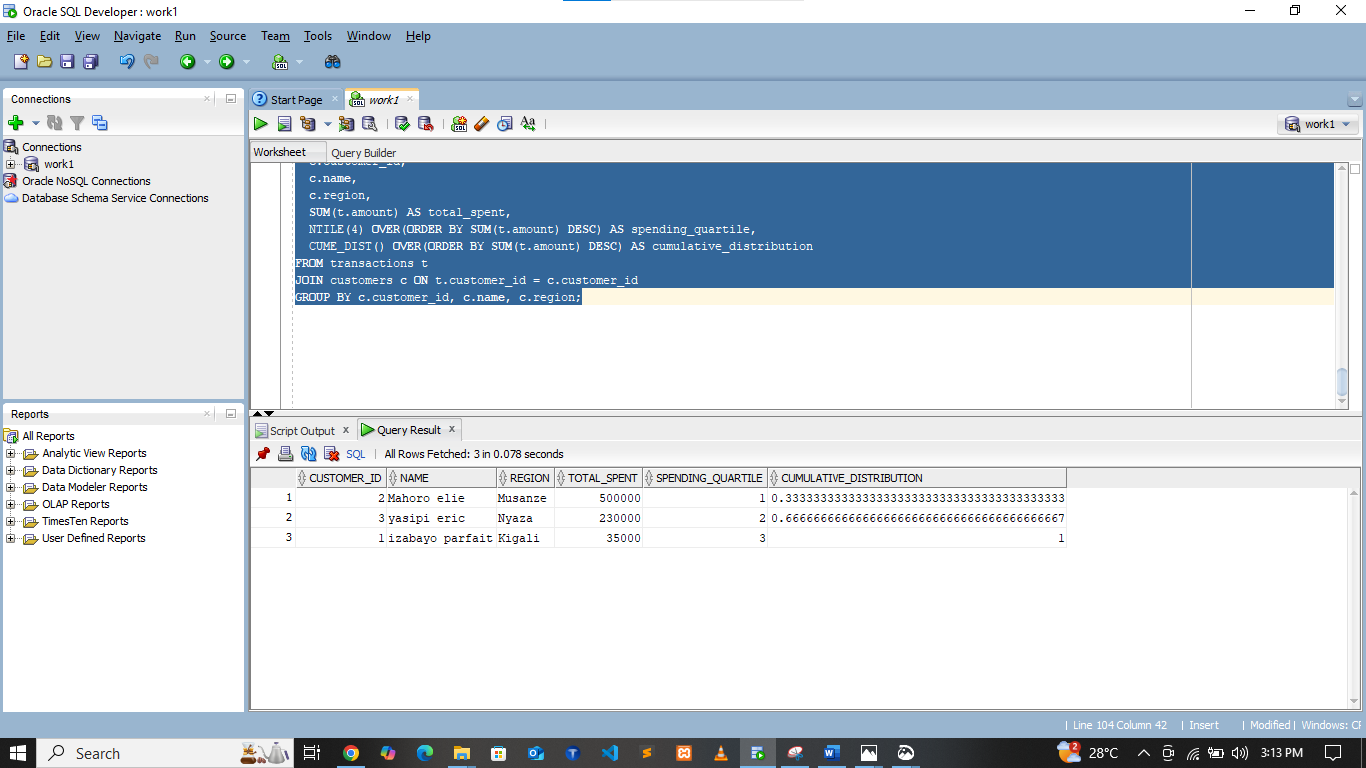 Oracle SQL Developer : work1
File Edit View Navigate Run Source Team Tools Window Help
Connections
Start Page
work1
work1
Connections
work1
Oracle NoSQL Connections
Database Schema Service Connections
Worksheet Query Builder
c.customer_id,
c.name,
c.region,
SUM(t.amount) AS total_spent,
NTILE(4) OVER(ORDER BY SUM(t.amount) DESC) AS spending_quartile,
CUME_DIST() OVER(ORDER BY SUM(t.amount) DESC) AS cumulative_distribution
FROM transactions t
JOIN customers c ON t.customer_id = c.customer_id
GROUP BY c.customer_id, c.name, c.region;
Reports
All Reports
Analytic View Reports
Data Dictionary Reports
Data Modeler Reports
OLAP Reports
TimesTen Reports
User Defined Reports
Script Output x Query Result x
SQL | All Rows Fetched: 3 in 0.078 seconds
CUSTOMER_ID NAME REGION TOTAL_SPENT SPENDING_QUARTILE CUMULATIVE_DISTRIBUTION
1 2 Mahoro elie Musanze 500000 1 0.3333333333333333333333333333333333333333
2 3 yasipi eric Nyaza 230000 2 0.6666666666666666666666666666666666666667
3 1 izabayo parfait Kigali 35000 3 1
| Line 104 Column 42 | Insert | Modified | Windows: CF
Search
2
28°C
3:13 PM